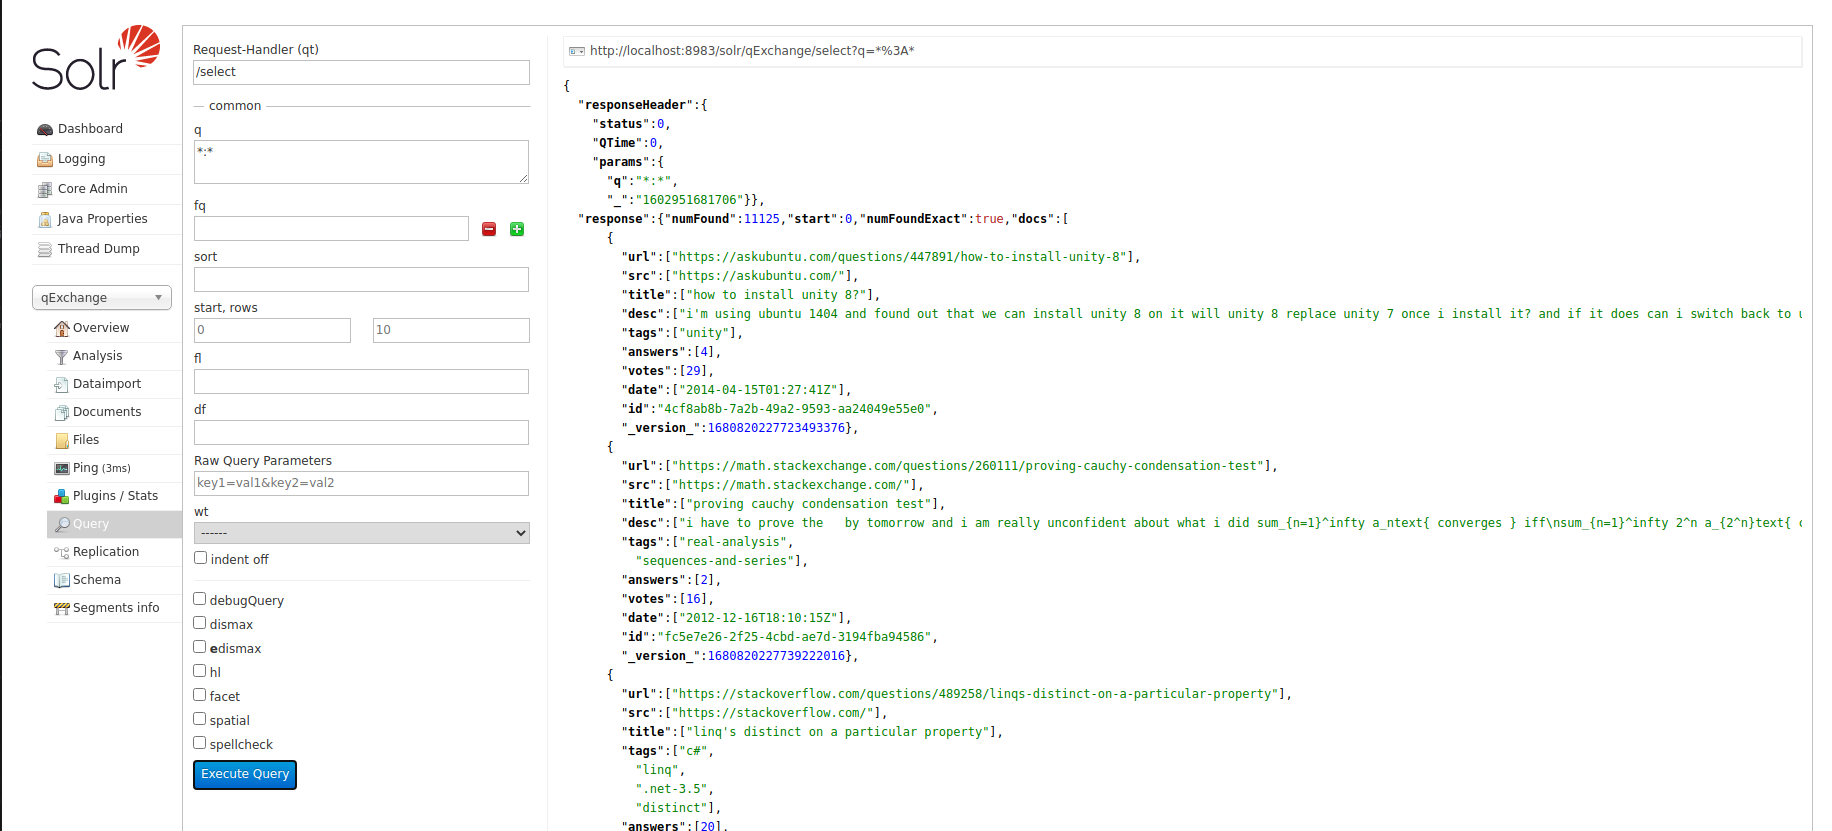 Solr
Dashboard
Logging
Core Admin
Java Properties
Thread Dump
qExchange
Overview
Analysis
Dataimport
Documents
Files
Ping (3ms)
Plugins / Stats
Query
Replication
Schema
Segments info
Request-Handler (qt)
/select
common
q
*:*
fq
sort
start, rows
0 10
fl
df
Raw Query Parameters
key1=val1&key2=val2
wt
------
indent off
debugQuery
dismax
edismax
hl
facet
spatial
spellcheck
Execute Query
http://localhost:8983/solr/qExchange/select?q=*%3A*
{
"responseHeader":{
"status":0,
"QTime":0,
"params":{
"q":"*:*",
"_":"1602951681706"}},
"response":{"numFound":11125,"start":0,"numFoundExact":true,"docs":[
{
"url":["https://askubuntu.com/questions/447891/how-to-install-unity-8"],
"src":["https://askubuntu.com/"],
"title":["how to install unity 8?"],
"desc":["i'm using ubuntu 1404 and found out that we can install unity 8 on it will unity 8 replace unity 7 once i install it? and if it does can i switch back to
"tags":["unity"],
"answers":[4],
"votes":[29],
"date":["2014-04-15T01:27:41Z"],
"id":"4cf8ab8b-7a2b-49a2-9593-aa24049e55e0",
"_version_":1680820227723493376},
{
"url":["https://math.stackexchange.com/questions/260111/proving-cauchy-condensation-test"],
"src":["https://math.stackexchange.com/"],
"title":["proving cauchy condensation test"],
"desc":["i have to prove the   by tomorrow and i am really unconfident about what i did sum_{n=1}^infty a_ntext{ converges } iff\nsum_{n=1}^infty 2^n a_{2^n}text{
"tags":["real-analysis",
"sequences-and-series"],
"answers":[2],
"votes":[16],
"date":["2012-12-16T18:10:15Z"],
"id":"fc5e7e26-2f25-4cbd-ae7d-3194fba94586",
"_version_":1680820227739222016},
{
"url":["https://stackoverflow.com/questions/489258/linqs-distinct-on-a-particular-property"],
"src":["https://stackoverflow.com/"],
"title":["linq's distinct on a particular property"],
"tags":["c#",
"linq",
".net-3.5",
"distinct"],
"answers":[20],